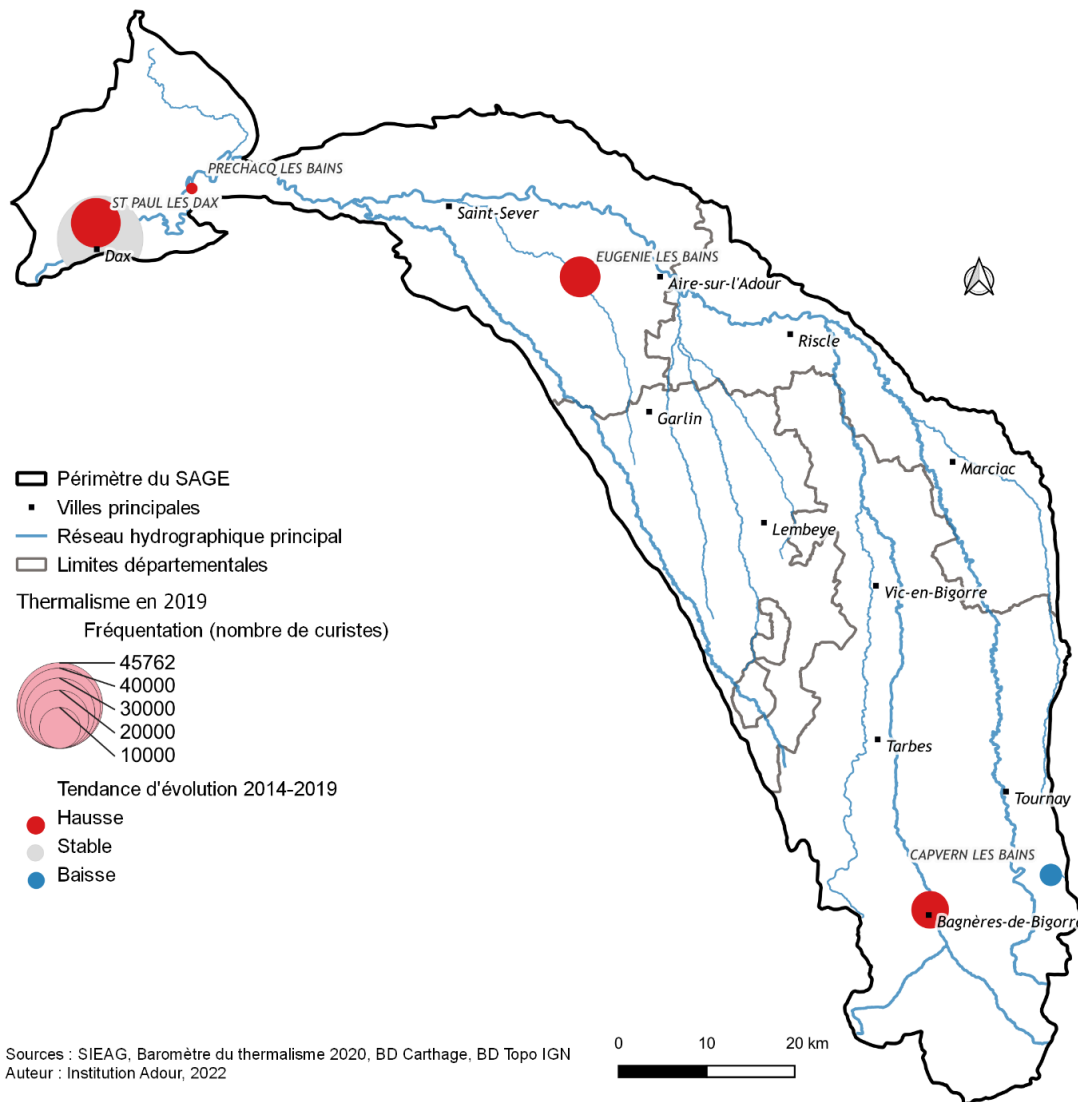 PRECHACQ LES BAINS
ST PAUL LES DAX
Dax
Saint-Sever
EUGENIE LES BAINS
Aire-sur-l'Adour
Riscle
Garlin
Marciac
Lembeye
Vic-en-Bigorre
Tarbes
Tournay
CAPVERN LES BAINS
Bagnères-de-Bigorre
Périmètre du SAGE
Villes principales
Réseau hydrographique principal
Limites départementales
Thermalisme en 2019
Fréquentation (nombre de curistes)
45762
40000
30000
20000
10000
Tendance d'évolution 2014-2019
Hausse
Stable
Baisse
Sources : SIEAG, Baromètre du thermalisme 2020, BD Carthage, BD Topo IGN
Auteur : Institution Adour, 2022
0 10 20 km